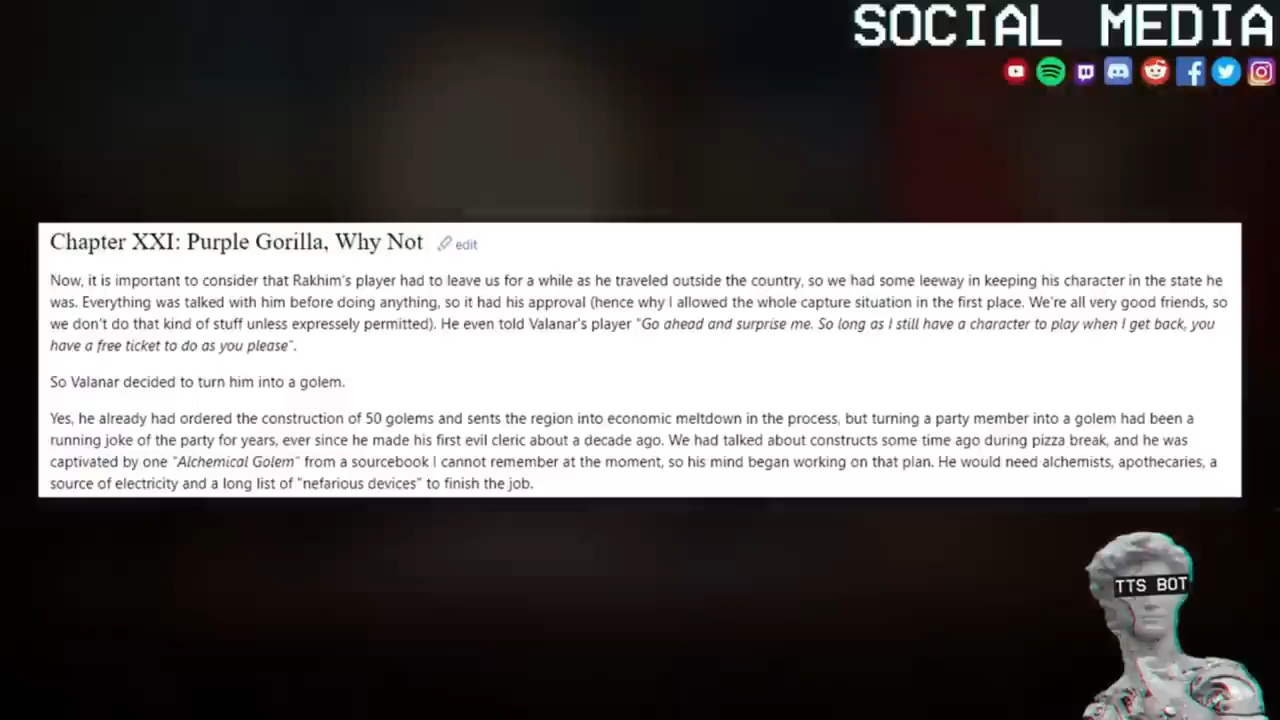 SOCIAL MEDIA
Chapter XXI: Purple Gorilla, Why Not edit
Now, it is important to consider that Rakhim's player had to leave us for a while as he traveled outside the country, so we had some leeway in keeping his character in the state he
was. Everything was talked with him before doing anything, so it had his approval (hence why I allowed the whole capture situation in the first place. We're all very good friends, so
we don't do that kind of stuff unless expressely permitted). He even told Valanar's player "Go ahead and surprise me. So long as I still have a character to play when I get back, you
have a free ticket to do as you please".
So Valanar decided to turn him into a golem.
Yes, he already had ordered the construction of 50 golems and sents the region into economic meltdown in the process, but turning a party member into a golem had been a
running joke of the party for years, ever since he made his first evil cleric about a decade ago. We had talked about constructs some time ago during pizza break, and he was
captivated by one "Alchemical Golem" from a sourcebook I cannot remember at the moment, so his mind began working on that plan. He would need alchemists, apothecaries, a
source of electricity and a long list of "nefarious devices" to finish the job.
TTS BOT